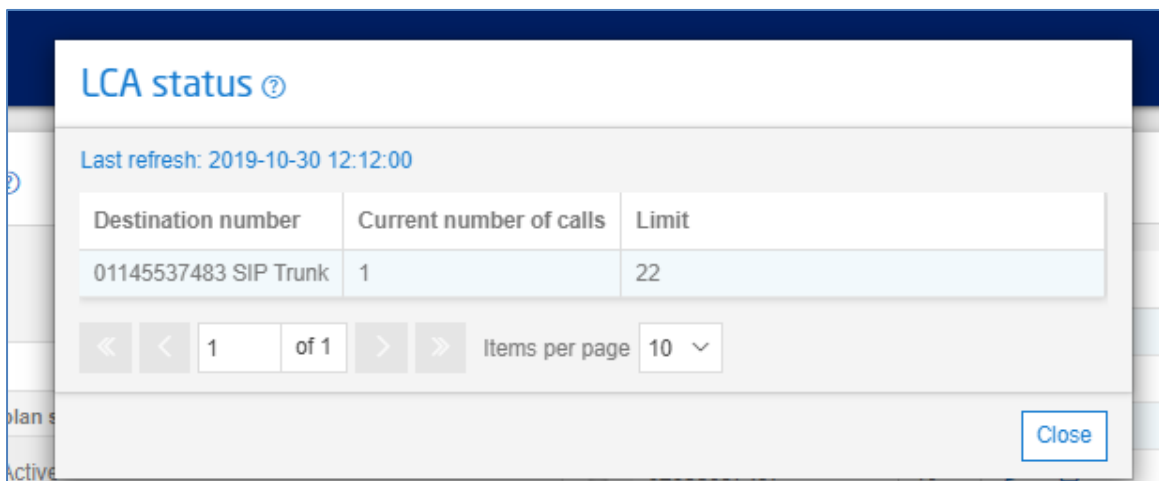 LCA status ?
Last refresh: 2019-10-30 12:12:00
Destination number Current number of calls Limit
01145537483 SIP Trunk 1 22
« < 1 of 1 > » Items per page 10
Close
Active